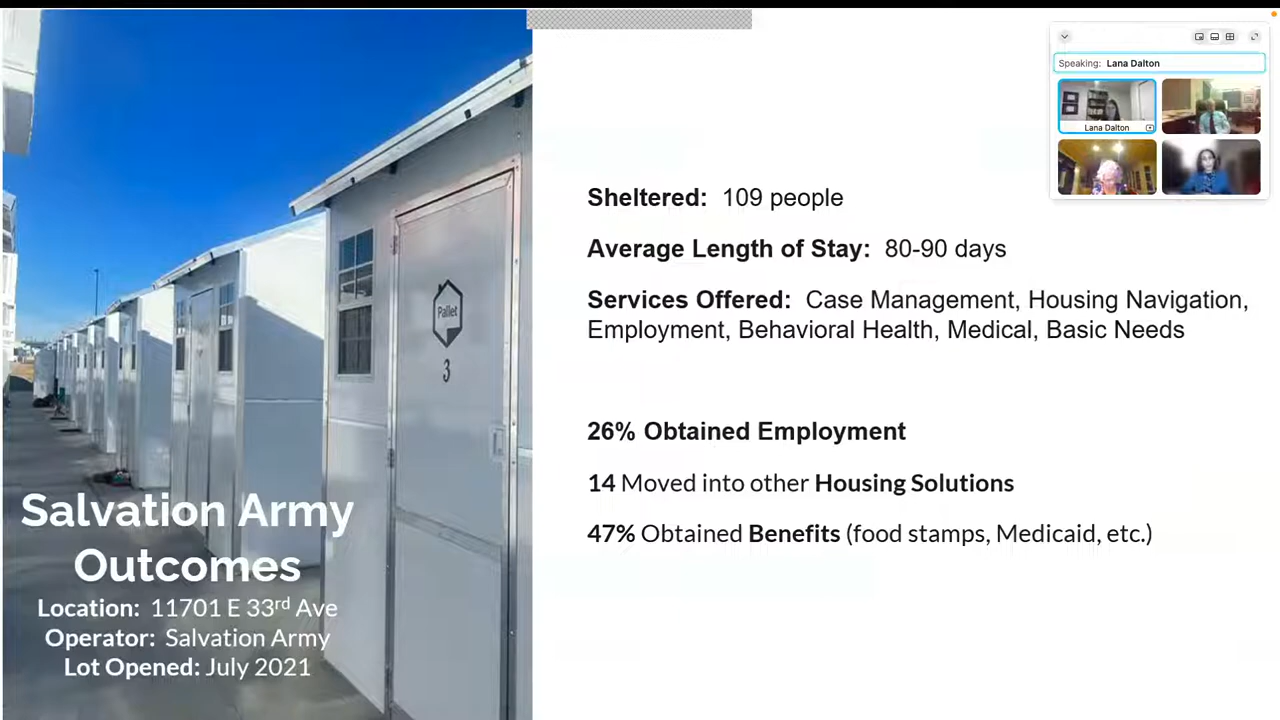 Speaking: Lana Dalton
Lana Dalton
Sheltered: 109 people
Average Length of Stay: 80-90 days
Services Offered: Case Management, Housing Navigation,
Employment, Behavioral Health, Medical, Basic Needs
26% Obtained Employment
14 Moved into other Housing Solutions
47% Obtained Benefits (food stamps, Medicaid, etc.)
Pallet
3
Salvation Army
Outcomes
Location: 11701 E 33rd Ave
Operator: Salvation Army
Lot Opened: July 2021